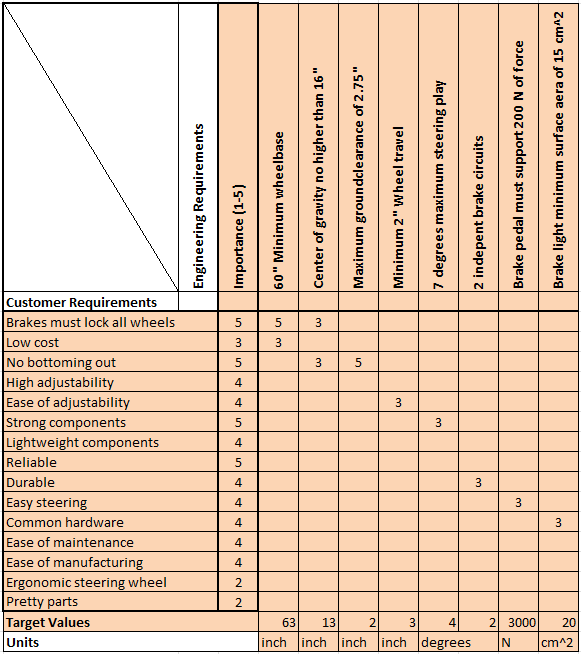 Engineering Requirements
Importance (1-5)
60" Minimum wheelbase
Center of gravity no higher than 16"
Maximum groundclearance of 2.75"
Minimum 2" Wheel travel
7 degrees maximum steering play
2 indepent brake circuits
Brake pedal must support 200 N of force
Brake light minimum surface aera of 15 cm^2
Customer Requirements
Brakes must lock all wheels 5 5 3
Low cost 3 3
No bottoming out 5 3 5
High adjustability 4
Ease of adjustability 4 3
Strong components 5 3
Lightweight components 4
Reliable 5
Durable 4 3
Easy steering 4 3
Common hardware 4 3
Ease of maintenance 4
Ease of manufacturing 4
Ergonomic steering wheel 2
Pretty parts 2
Target Values 63 13 2 3 4 2 3000 20
Units inch inch inch inch degrees N cm^2